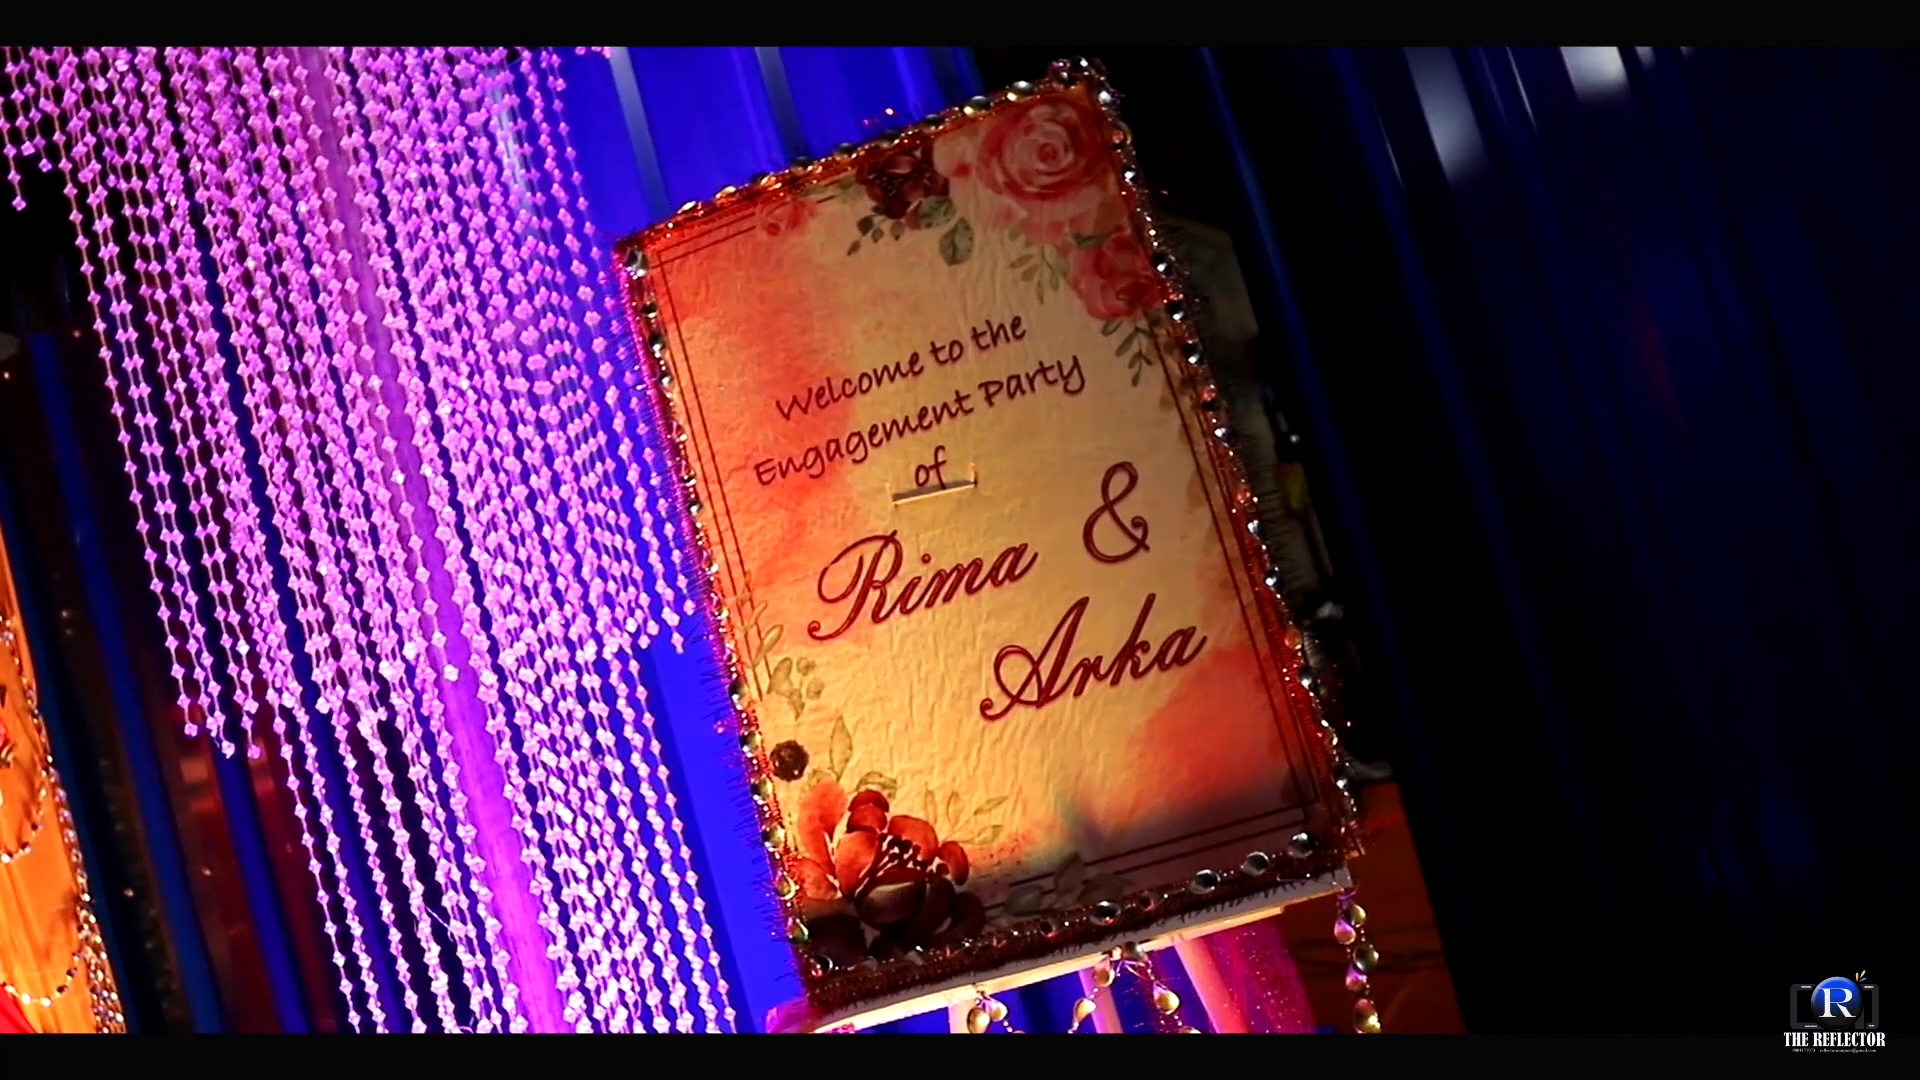 Welcome to the
Engagement Party
of
Rima &
Arka
R
THE REFLECTOR